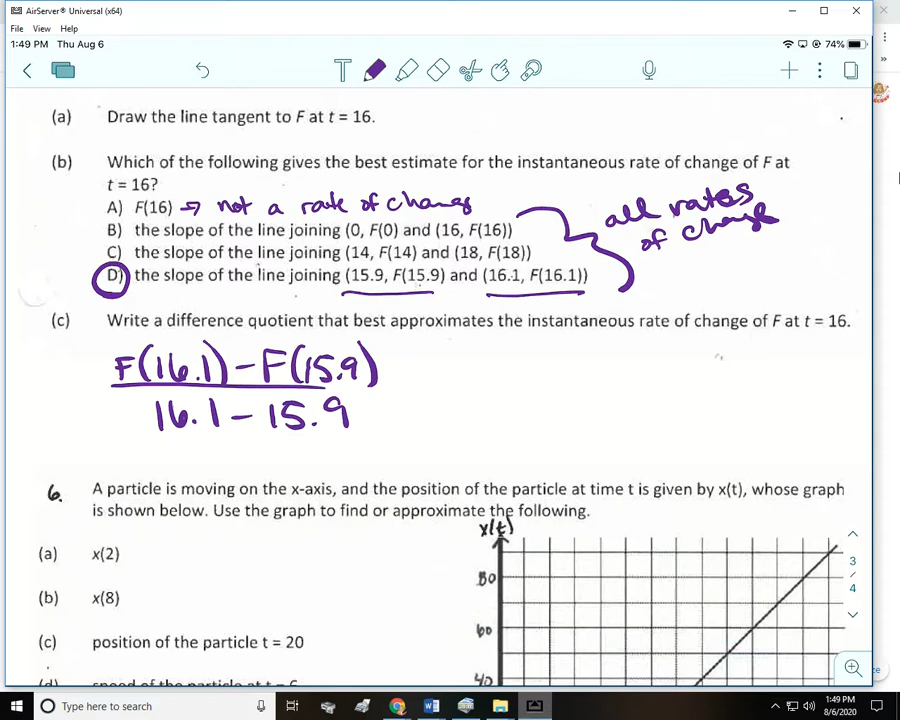 AirServer® Universal (x64)
File View Help
1:49 PM Thu Aug 6
74%
(a) Draw the line tangent to F at t = 16.
(b) Which of the following gives the best estimate for the instantaneous rate of change of F at
t = 16?
A) F(16) → not a rate of change
B) the slope of the line joining (0, F(0) and (16, F(16))
C) the slope of the line joining (14, F(14) and (18, F(18))
D) the slope of the line joining (15.9, F(15.9) and (16.1, F(16.1))
all rates
of change
(c) Write a difference quotient that best approximates the instantaneous rate of change of F at t = 16.
F(16.1) – F(15.9)
16.1 – 15.9
6. A particle is moving on the x-axis, and the position of the particle at time t is given by x(t), whose graph
is shown below. Use the graph to find or approximate the following.
x(t)
(a) x(2)
80
(b) x(8)
60
(c) position of the particle t = 20
40
(d) speed of the particle at t = 6
3
4
Type here to search
1:49 PM
8/6/2020